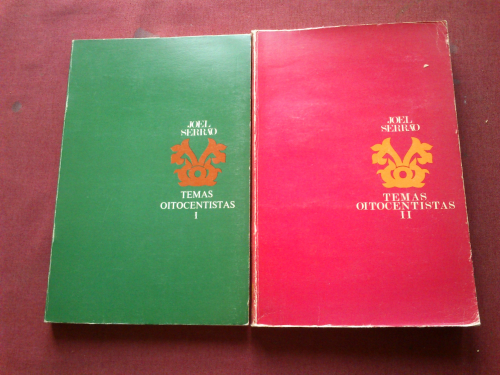 JOEL
SERRÃO
TEMAS
OITOCENTISTAS
I
JOEL
SERRÃO
TEMAS
OITOCENTISTAS
II